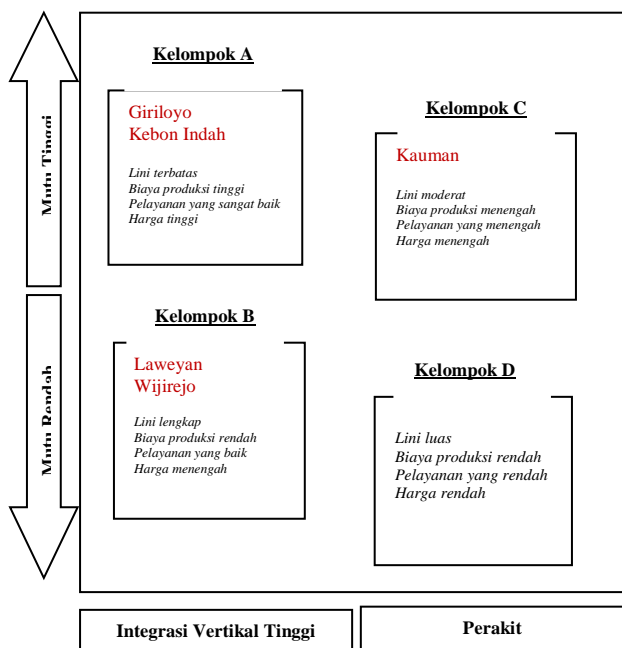 Mutu Tinggi
Mutu Rendah
Kelompok A
Giriloyo
Kebon Indah
Lini terbatas
Biaya produksi tinggi
Pelayanan yang sangat baik
Harga tinggi
Kelompok C
Kauman
Lini moderat
Biaya produksi menengah
Pelayanan yang menengah
Harga menengah
Kelompok B
Laweyan
Wijirejo
Lini lengkap
Biaya produksi rendah
Pelayanan yang baik
Harga menengah
Kelompok D
Lini luas
Biaya produksi rendah
Pelayanan yang rendah
Harga rendah
Integrasi Vertikal Tinggi
Perakit